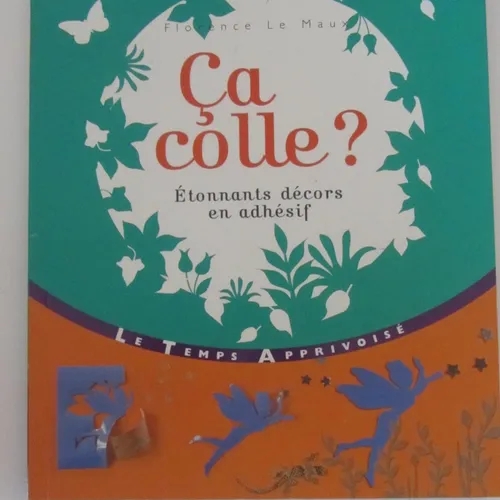 Florence Le Maux
Ça
colle ?
Étonnants décors
en adhésif
LE TEMPS APPRIVOISÉ